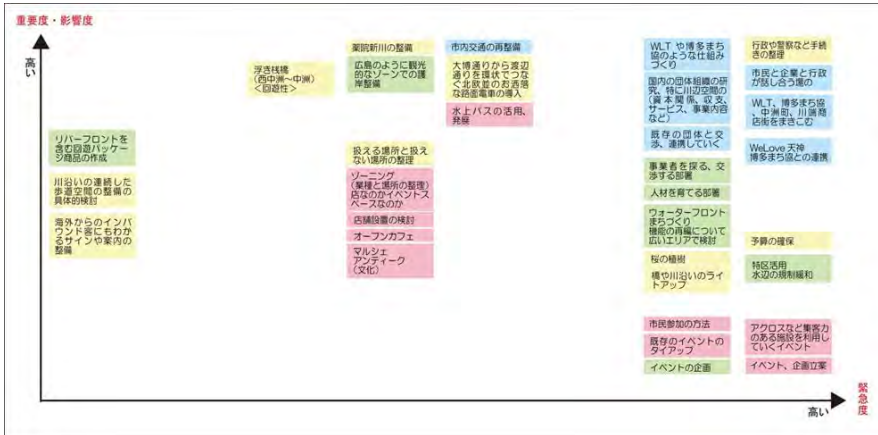 重要度・影響度
高い
浮き桟橋
(西中洲〜中洲)
<回遊性>
薬院新川の整備
広島のように観光
的なゾーンでの護
岸整備
市内交通の再整備
大博通りから渡辺
通りを環状でつな
ぐ北欧並のお洒落
な路面電車の導入
水上バスの活用、
発展
WLTや博多まち
協のような仕組み
づくり
国内の団体組織の研
究、特に川辺空間の
(資本関係、収支、
サービス、事業内容
など)
既存の団体と交
渉、連携していく
行政や警察など手続
きの整理
市民と企業と行政
が話し合う場の
WLT、博多まち協
、中洲町、川端商
店街をまきこむ
WeLove天神
博多まち協との連携
リバーフロントを
含む回遊パッケー
ジ商品の作成
川沿いの連続した
歩遊空間の整備の
具体的検討
海外からのインバ
ウンド客にもわか
るサインや案内の
整備
扱える場所と扱え
ない場所の整理
ゾーニング
(業種と場所の整理)
店なのかイベントス
ペースなのか
店舗設置の検討
オープンカフェ
マルシェ
アンティーク
(文化)
事業者を探る、交
渉する部署
人材を育てる部署
ウォーターフロント
まちづくり
機能の再編について
広いエリアで検討
桜の植樹
橋や川沿いのライ
トアップ
予算の確保
特区活用
水辺の規制緩和
市民参加の方法
既存のイベントの
タイアップ
イベントの企画
アクロスなど集客力
のある施設を利用し
ていくイベント
イベント、企画立案
高い
緊急度